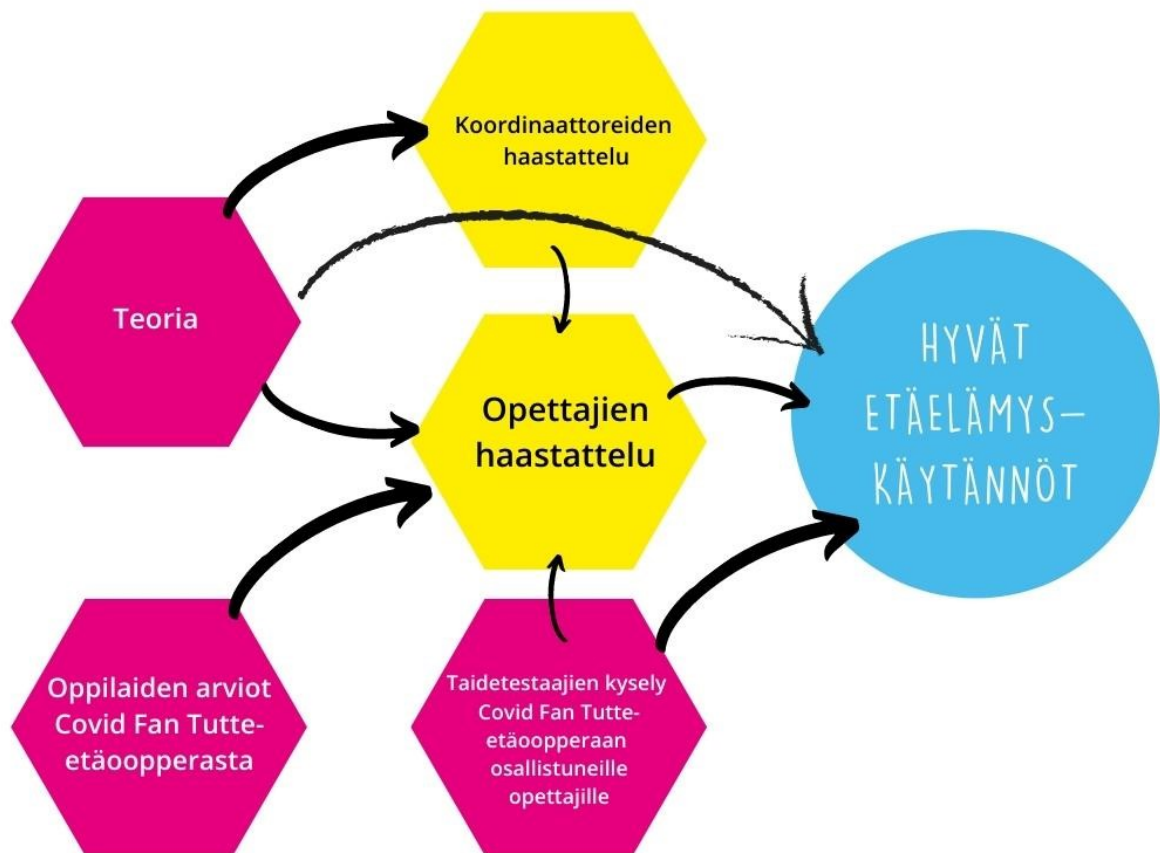 Koordinaattoreiden
haastattelu
Teoria
Opettajien
haastattelu
HYVÄT
ETÄELÄMYS-
KÄYTÄNNÖT
Oppilaiden arviot
Covid Fan Tutte-
etäoopperasta
Taidetestaajien kysely
Covid Fan Tutte-
etäoopperaan
osallistuneille
opettajille